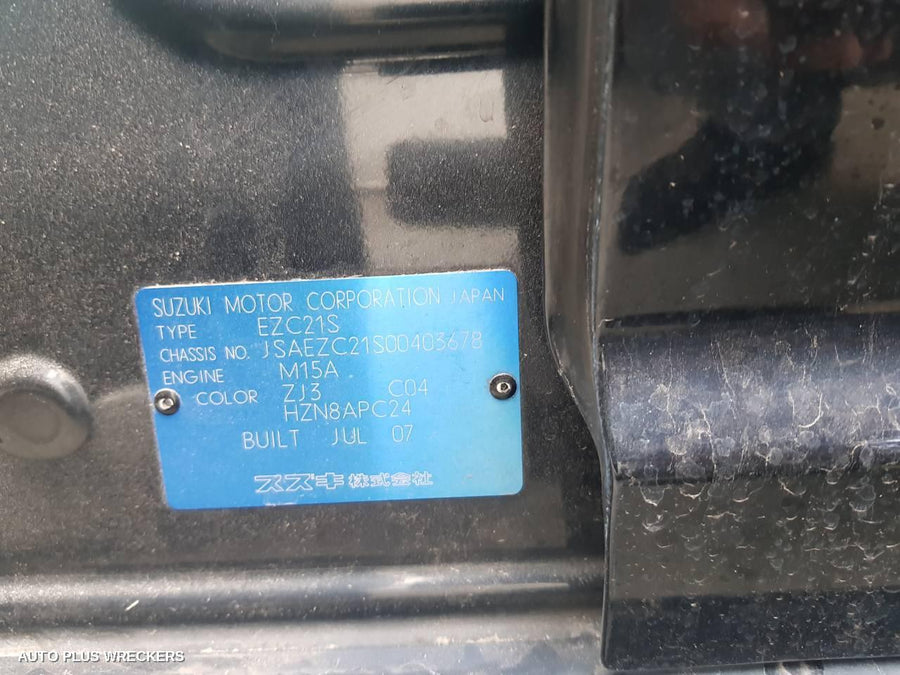 SUZUKI MOTOR CORPORATION JAPAN
TYPE EZC21S
CHASSIS NO. JSAEZC21S00403678
ENGINE M15A
COLOR ZJ3 C04
HZN8APC24
BUILT JUL 07
スズキ株式会社
AUTO PLUS WRECKERS